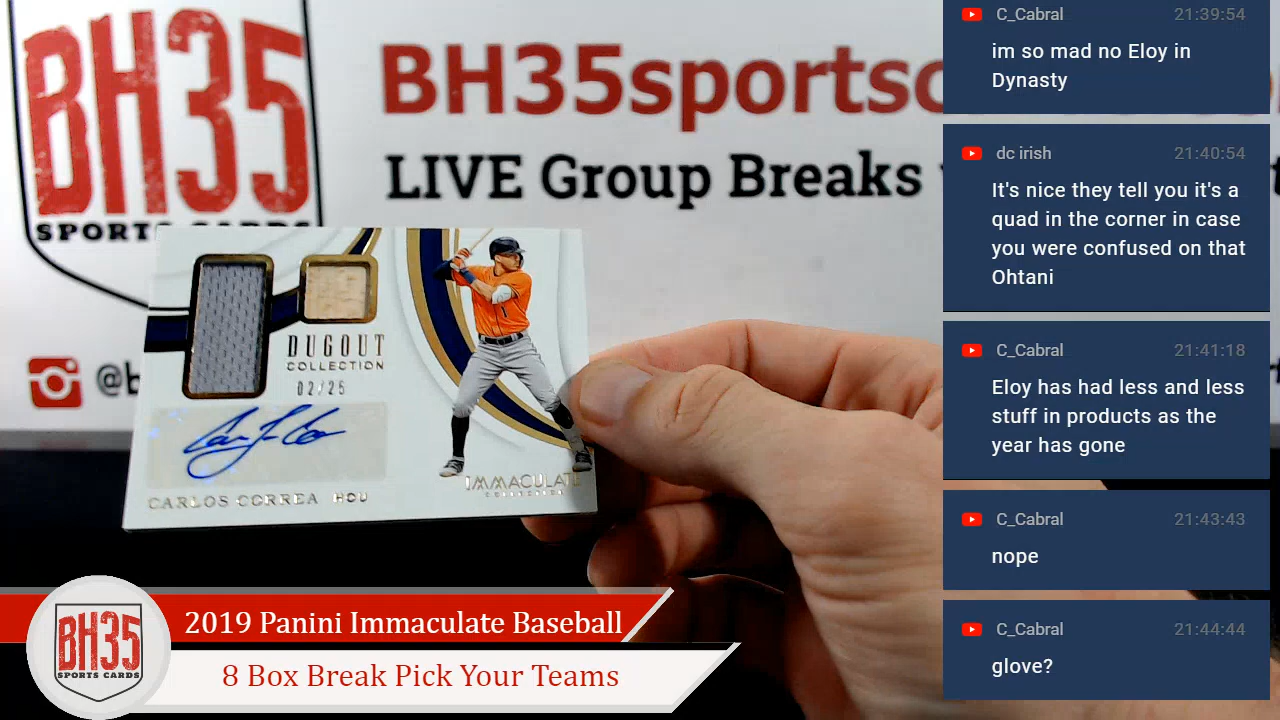 BH35
SPORTS CARDS
BH35sportsc
LIVE Group Breaks
@b
DUGOUT
COLLECTION
02/25
CARLOS CORREA HOU
1
IMMACULATE
COLLECTION
2019 Panini Immaculate Baseball
8 Box Break Pick Your Teams
BH35
SPORTS CARDS
C_Cabral 21:39:54
im so mad no Eloy in
Dynasty
dc irish 21:40:54
It's nice they tell you it's a
quad in the corner in case
you were confused on that
Ohtani
C_Cabral 21:41:18
Eloy has had less and less
stuff in products as the
year has gone
C_Cabral 21:43:43
nope
C_Cabral 21:44:44
glove?